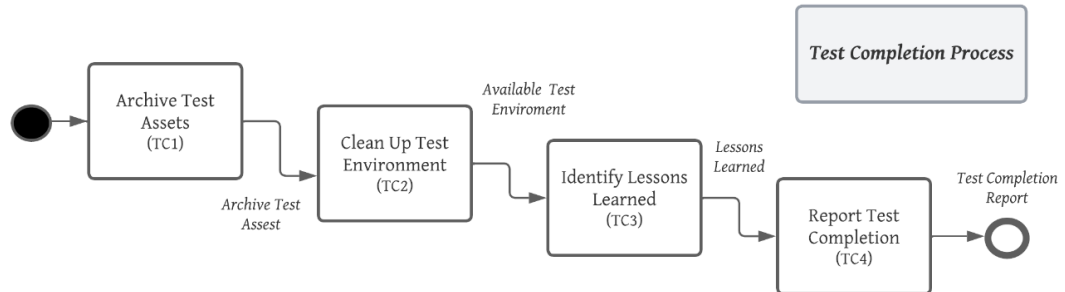 Test Completion Process
Archive Test
Assets
(TC1)
Archive Test
Assest
Clean Up Test
Environment
(TC2)
Available Test
Enviroment
Identify Lessons
Learned
(TC3)
Lessons
Learned
Report Test
Completion
(TC4)
Test Completion
Report